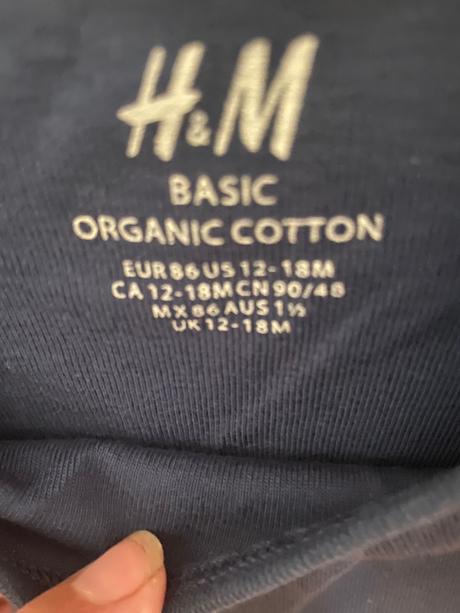 H&M
BASIC
ORGANIC COTTON
EUR 86 US 12-18M
CA 12-18M CN 90/48
MX 86 AUS 1½
UK 12-18M